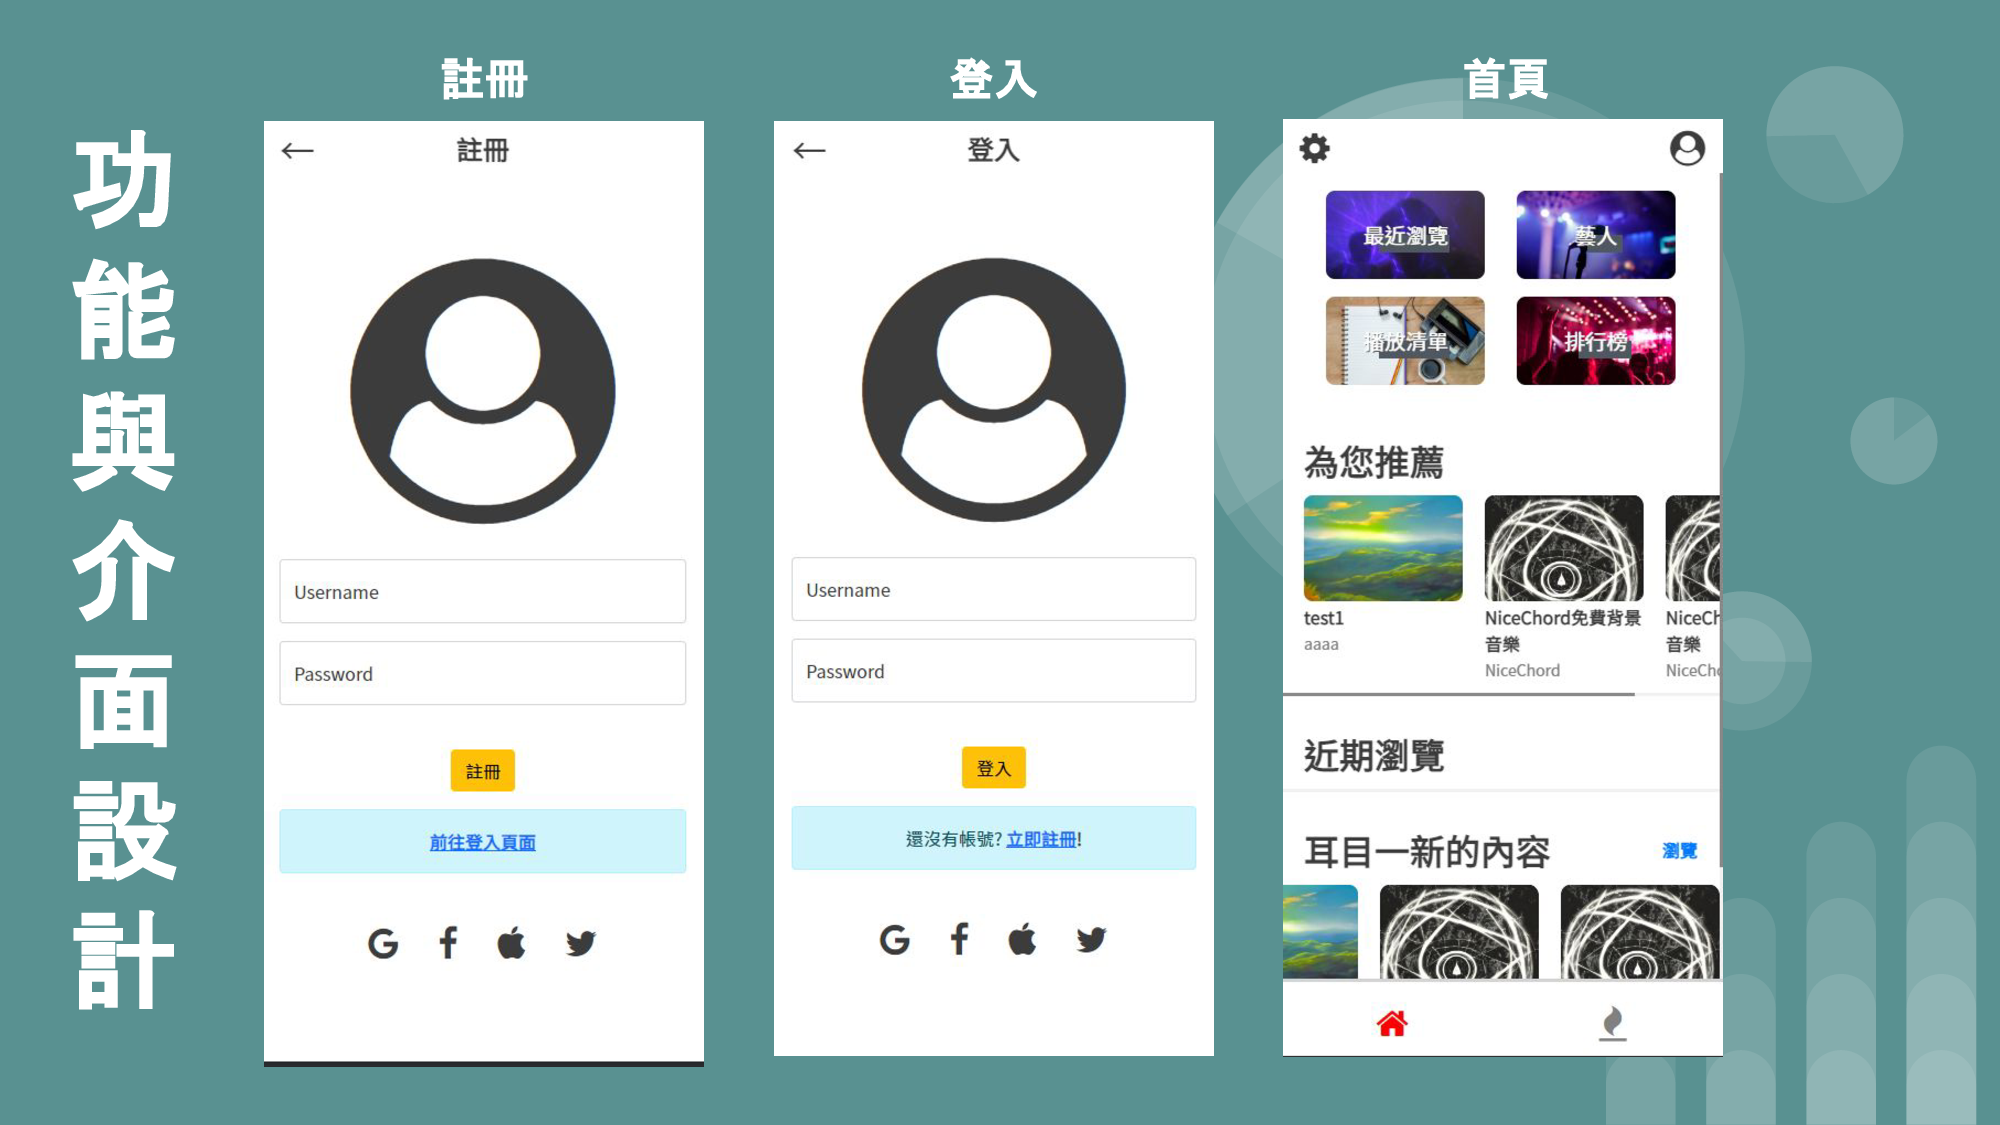 功能與介面設計
註冊
註冊
Username
Password
註冊
前往登入頁面
登入
登入
Username
Password
登入
還沒有帳號? 立即註冊!
首頁
最近瀏覽
藝人
播放清單
排行榜
為您推薦
test1
aaaa
NiceChord免費背景
音樂
NiceChord
NiceCh
音樂
NiceCh
近期瀏覽
耳目一新的內容
瀏覽